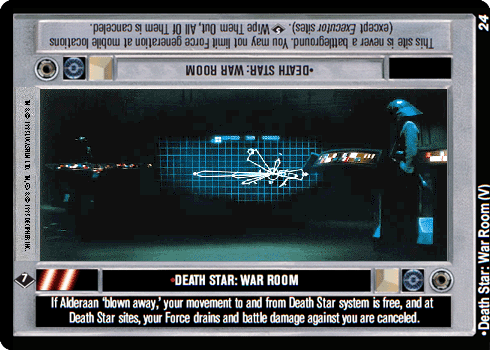 This site is never a battleground. You may not limit Force generation at mobile locations
(except Executor sites). Wipe Them Out, All Of Them is canceled.
•DEATH STAR: WAR ROOM
7
•DEATH STAR: WAR ROOM
If Alderaan 'blown away,' your movement to and from Death Star system is free, and at
Death Star sites, your Force drains and battle damage against you are canceled.
24
•Death Star: War Room (V)